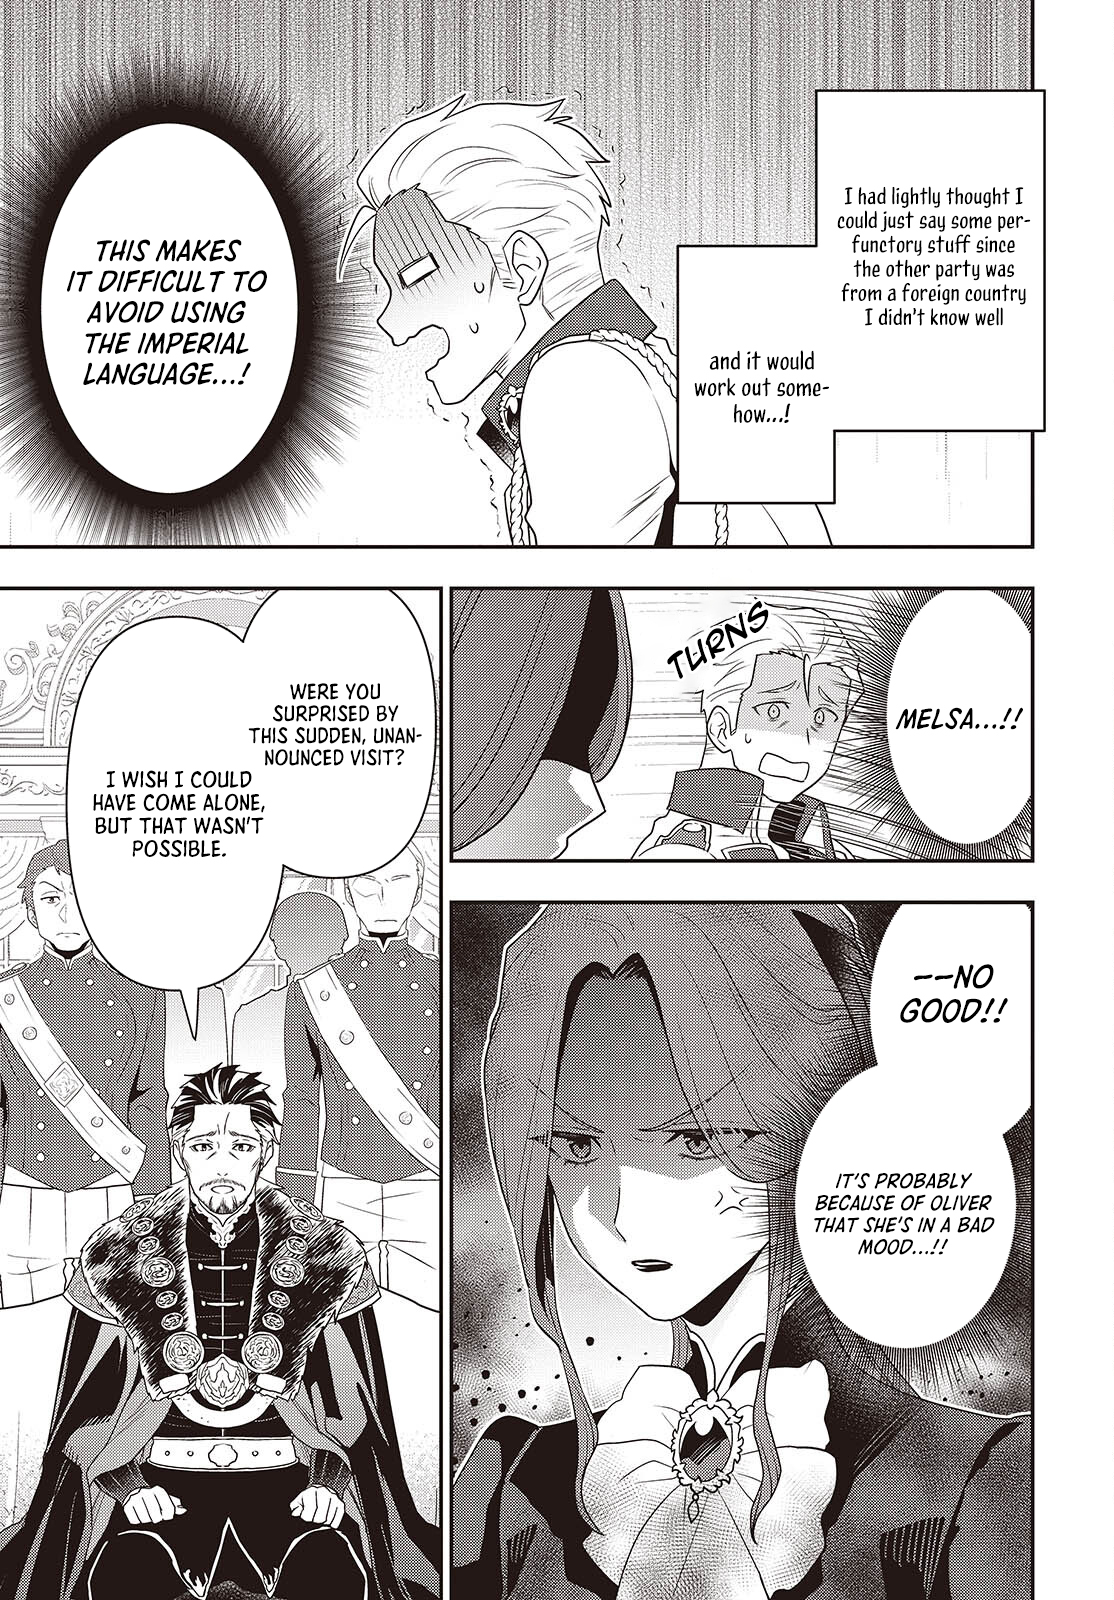 I had lightly thought I
could just say some per-
functory stuff since
the other party was
from a foreign country
I didn't know well
and it would
work out some-
how...!
THIS MAKES
IT DIFFICULT TO
AVOID USING
THE IMPERIAL
LANGUAGE...!
MELSA...!!
TURNS
--NO
GOOD!!
IT'S PROBABLY
BECAUSE OF OLIVER
THAT SHE'S IN A BAD
MOOD...!!
WERE YOU
SURPRISED BY
THIS SUDDEN, UNAN-
NOUNCED VISIT?
I WISH I COULD
HAVE COME ALONE,
BUT THAT WASN'T
POSSIBLE.